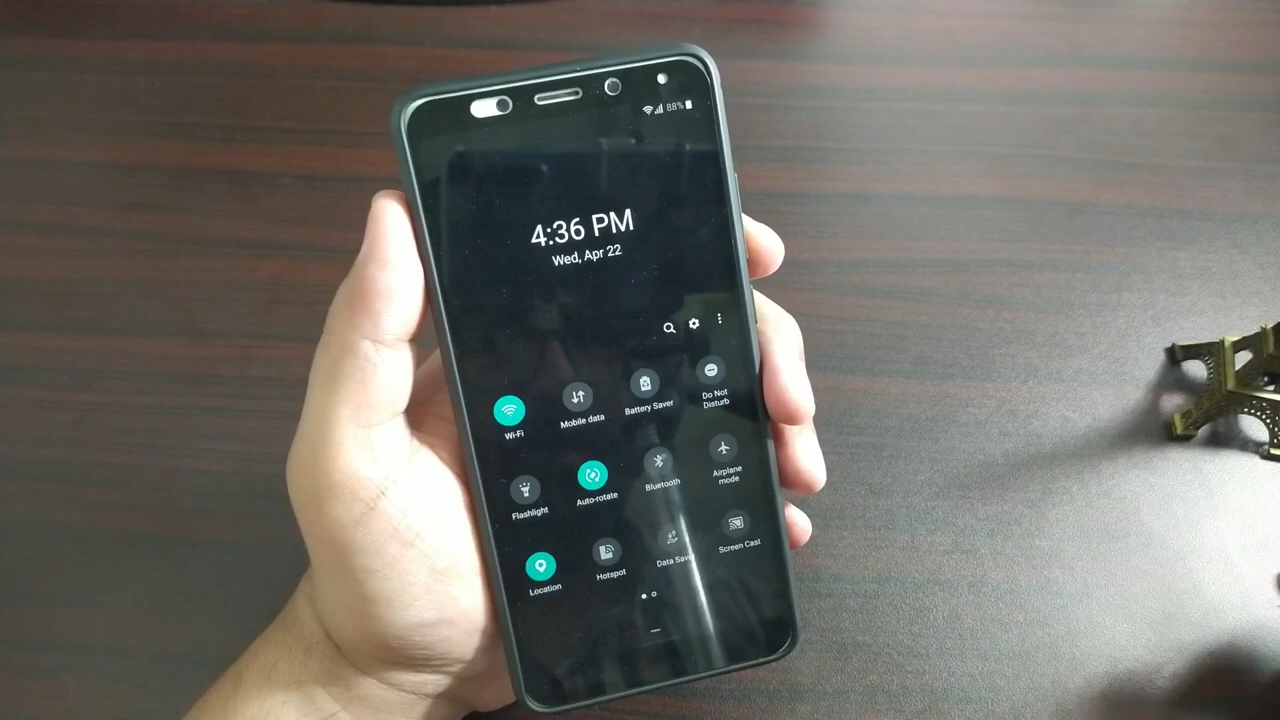 88%
4:36 PM
Wed, Apr 22
Wi-Fi
Mobile data
Battery Saver
Do Not
Disturb
Flashlight
Auto-rotate
Bluetooth
Airplane
mode
Location
Hotspot
Data Saver
Screen Cast